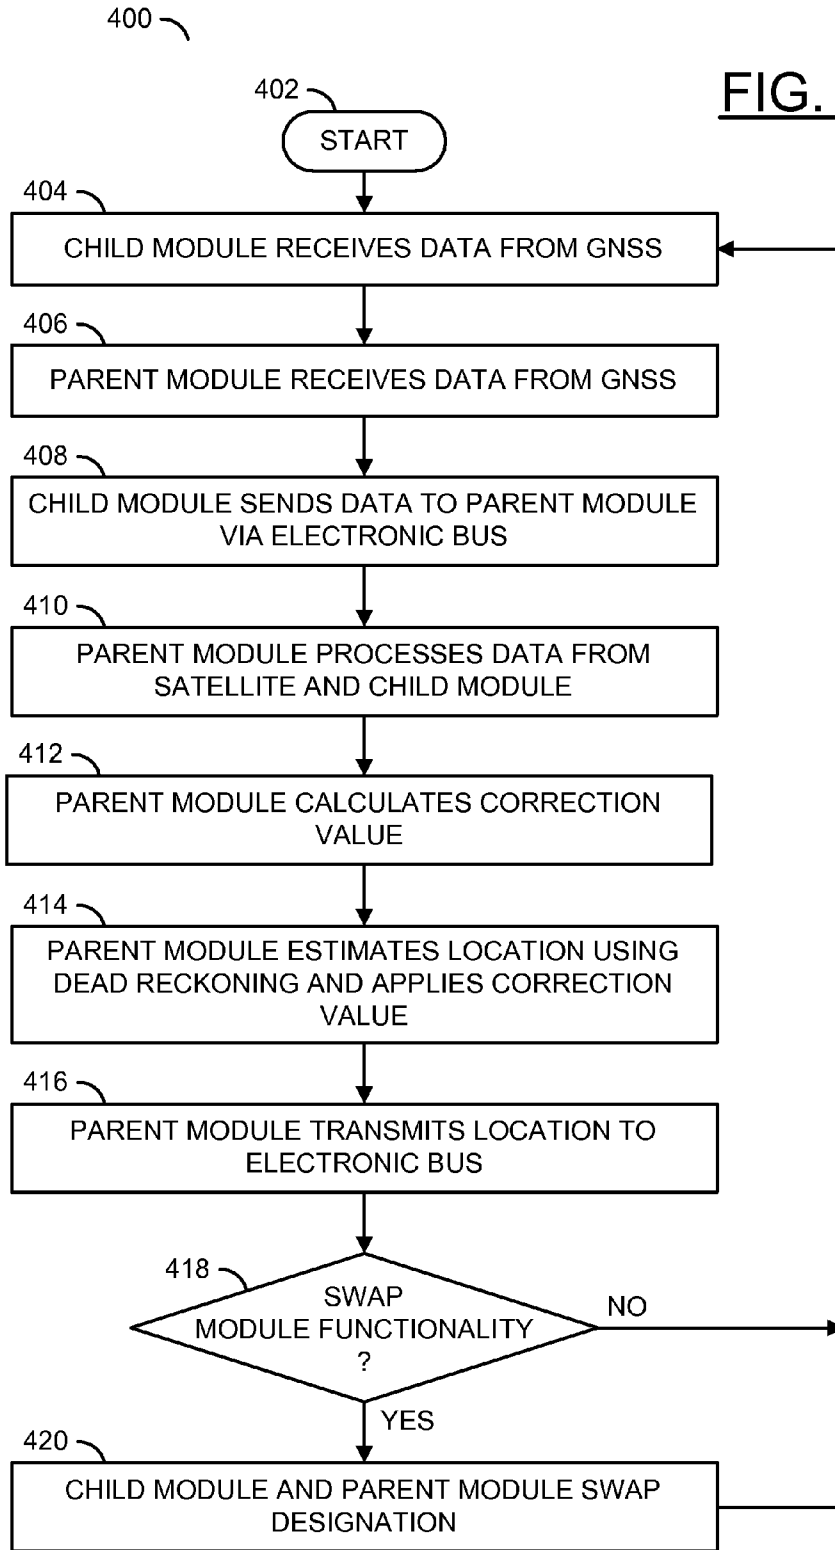 400
402
FIG.
START
404
CHILD MODULE RECEIVES DATA FROM GNSS
406
PARENT MODULE RECEIVES DATA FROM GNSS
408
CHILD MODULE SENDS DATA TO PARENT MODULE
VIA ELECTRONIC BUS
410
PARENT MODULE PROCESSES DATA FROM
SATELLITE AND CHILD MODULE
412
PARENT MODULE CALCULATES CORRECTION
VALUE
414
PARENT MODULE ESTIMATES LOCATION USING
DEAD RECKONING AND APPLIES CORRECTION
VALUE
416
PARENT MODULE TRANSMITS LOCATION TO
ELECTRONIC BUS
418
SWAP
MODULE FUNCTIONALITY
?
NO
YES
420
CHILD MODULE AND PARENT MODULE SWAP
DESIGNATION